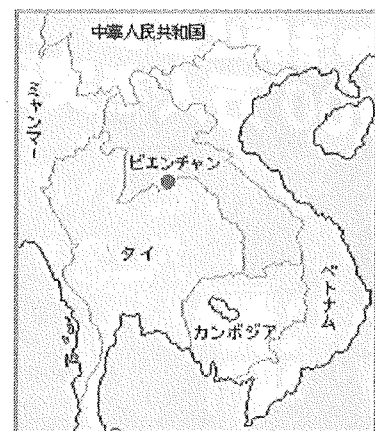 中華人民共和国
ミャンマー
ビエンチャン
タイ
ベトナム
カンボジア